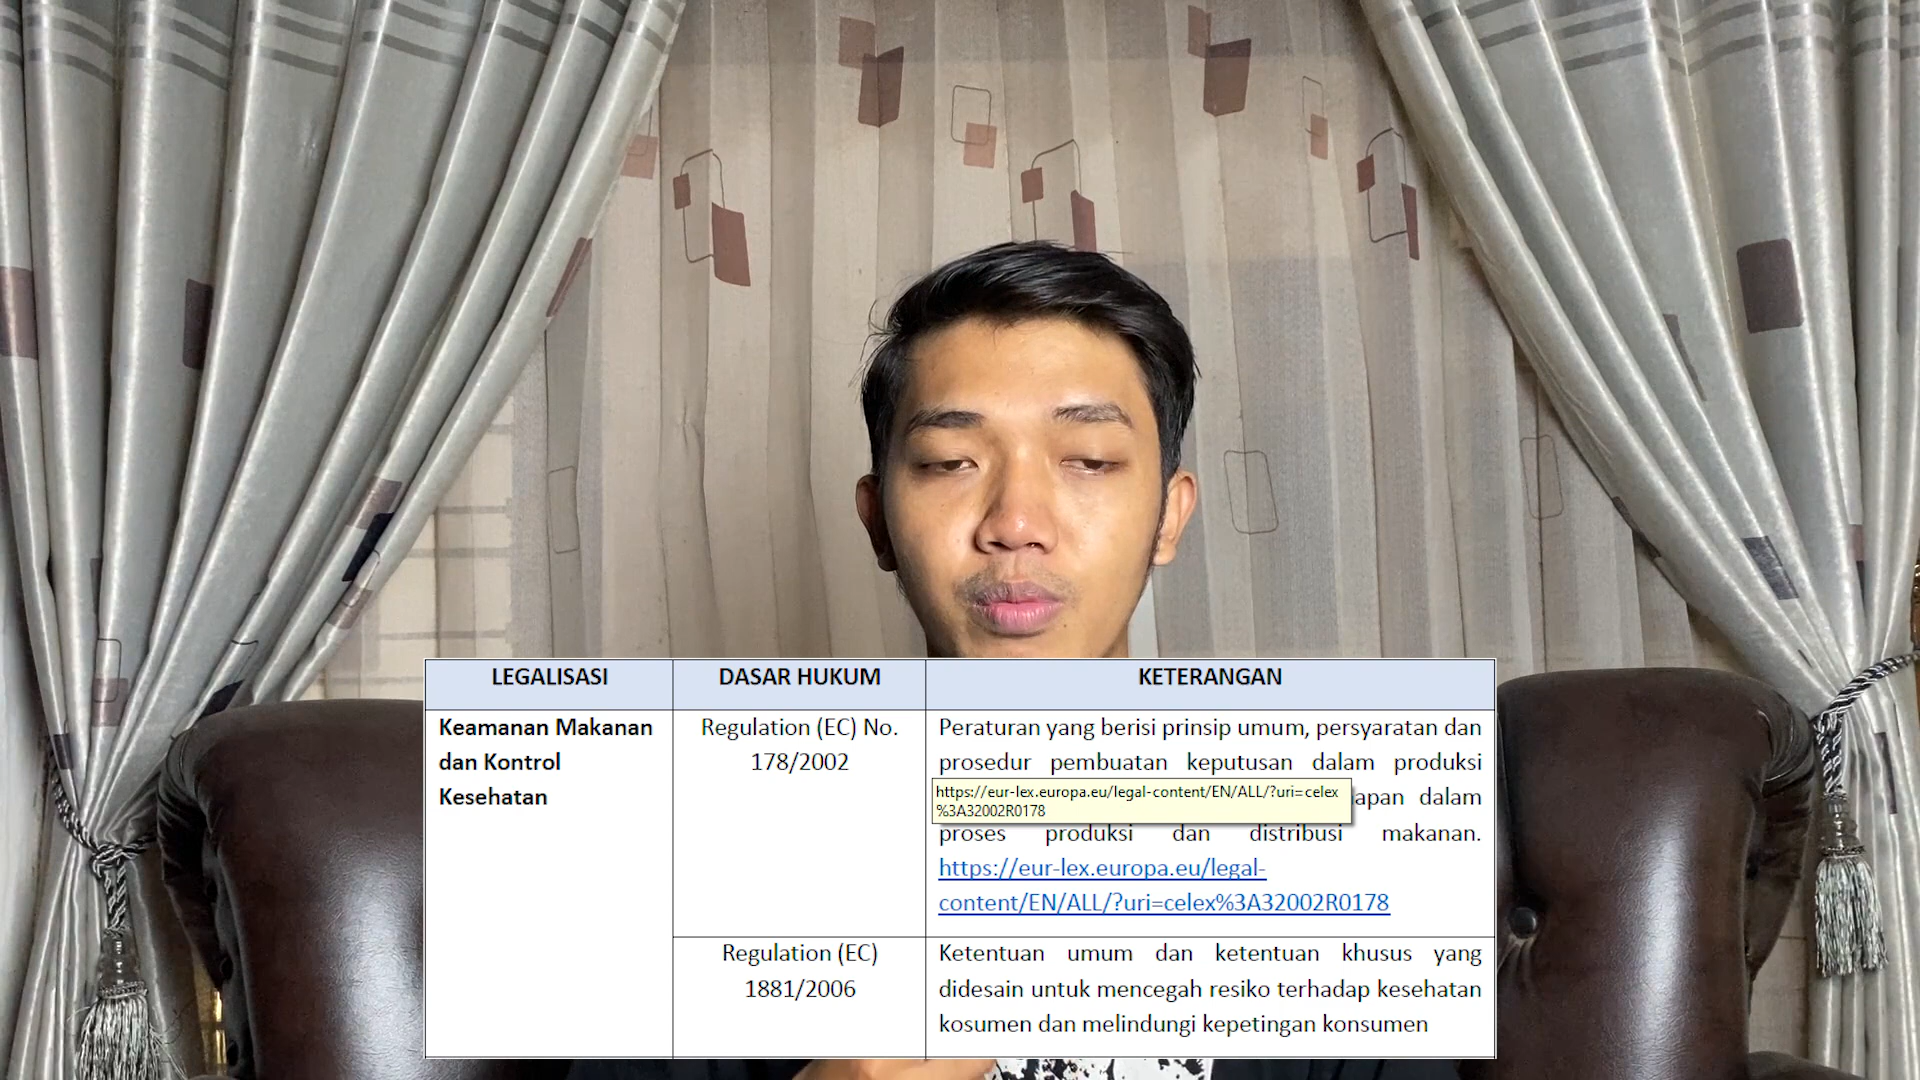 LEGALISASI DASAR HUKUM KETERANGAN
Keamanan Makanan
dan Kontrol
Kesehatan
Regulation (EC) No.
178/2002
Peraturan yang berisi prinsip umum, persyaratan dan
prosedur pembuatan keputusan dalam produksi
https://eur-lex.europa.eu/legal-content/EN/ALL/?uri=celex
%3A32002R0178
dalam
proses produksi dan distribusi makanan.
https://eur-lex.europa.eu/legal-
content/EN/ALL/?uri=celex%3A32002R0178
Regulation (EC)
1881/2006
Ketentuan umum dan ketentuan khusus yang
didesain untuk mencegah resiko terhadap kesehatan
kosumen dan melindungi kepetingan konsumen